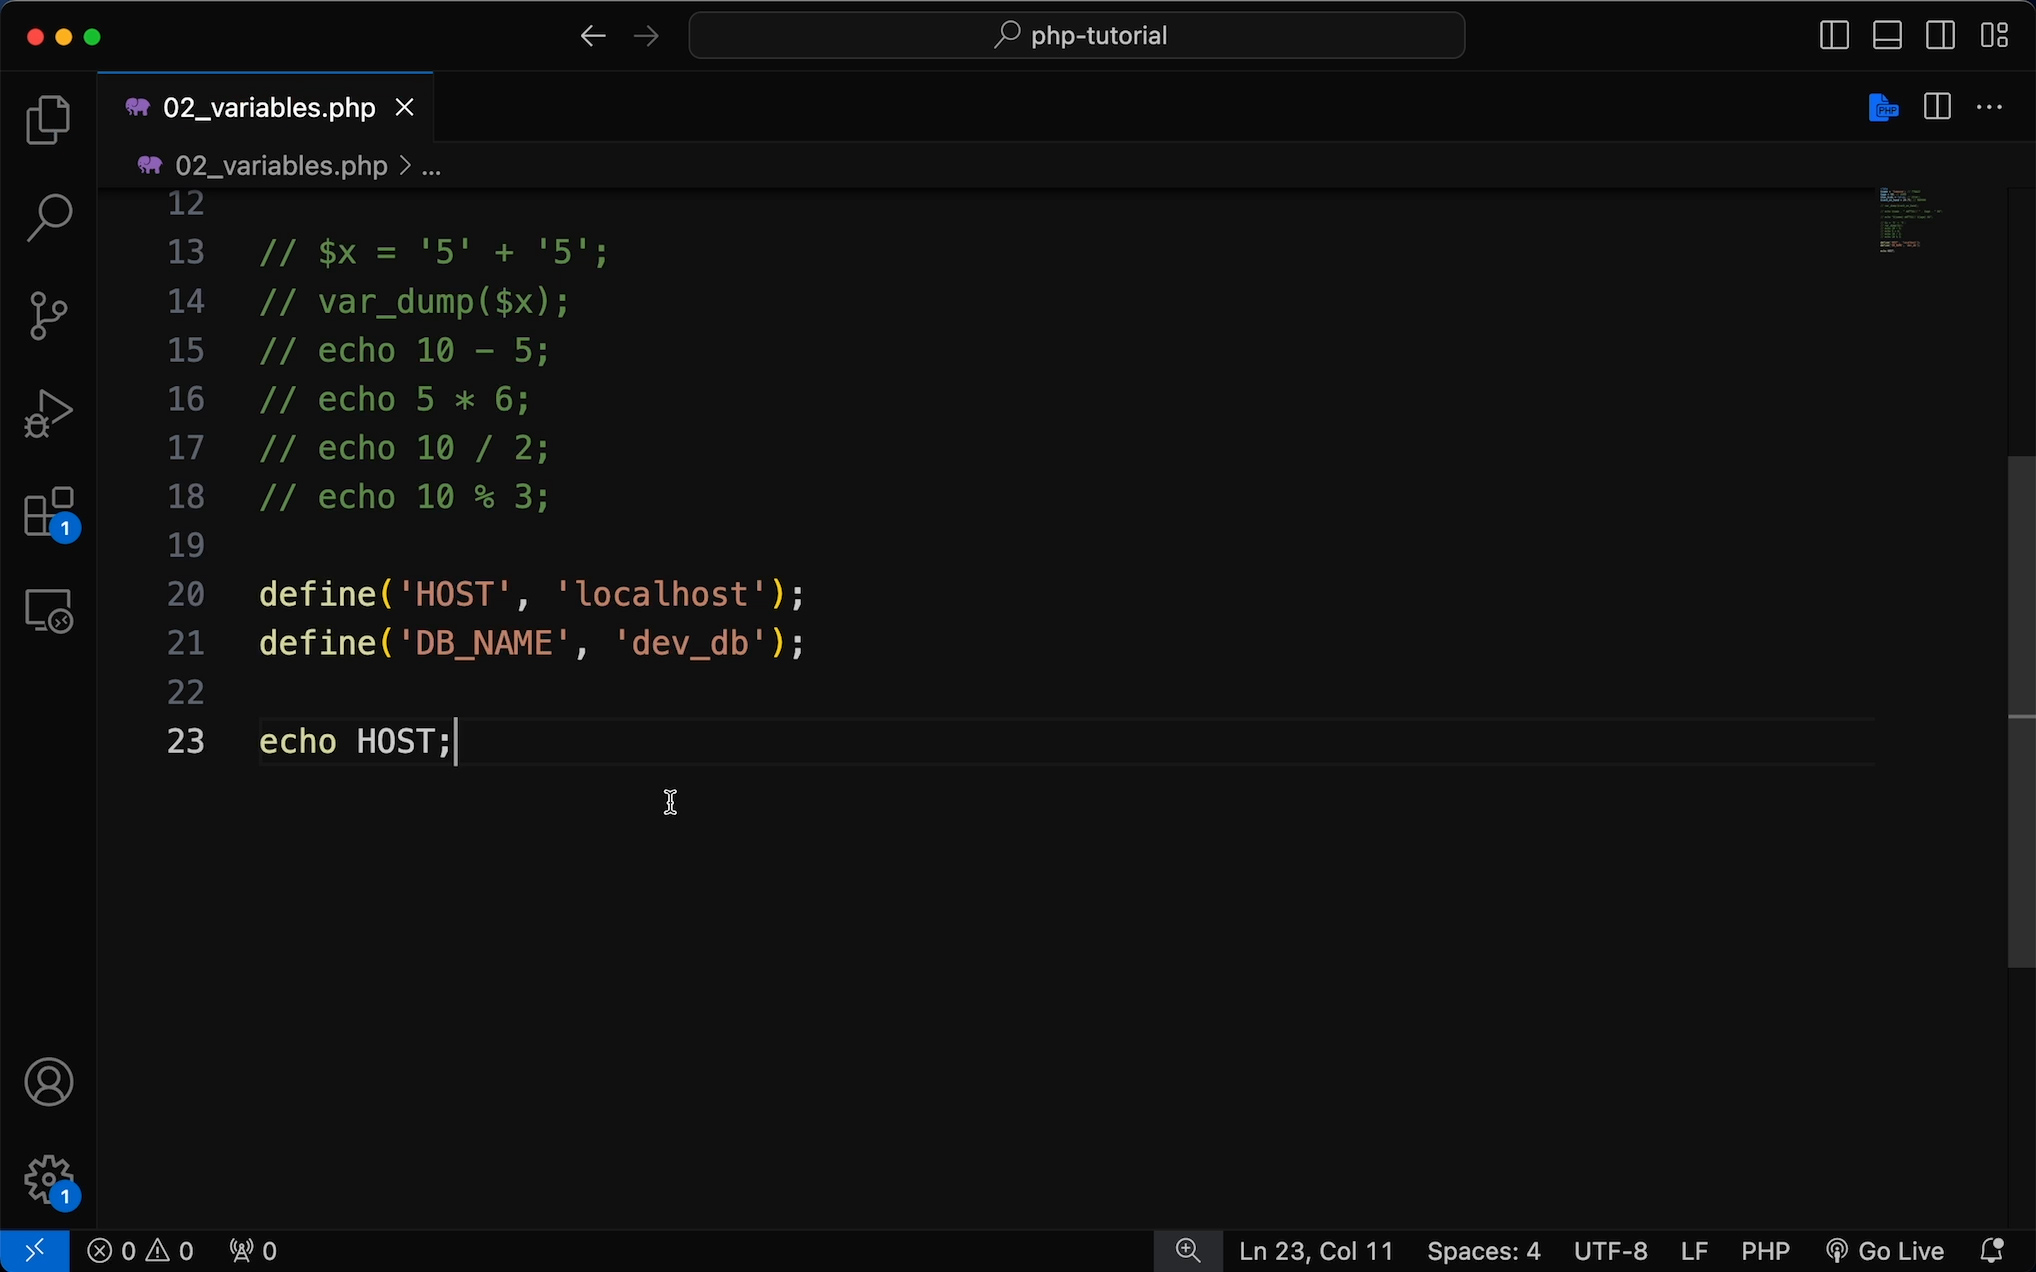 php-tutorial
02_variables.php
02_variables.php > ...
12
13 // $x = '5' + '5';
14 // var_dump($x);
15 // echo 10 - 5;
16 // echo 5 * 6;
17 // echo 10 / 2;
18 // echo 10 % 3;
19
20 define('HOST', 'localhost');
21 define('DB_NAME', 'dev_db');
22
23 echo HOST;
1
1
0 0 0 Ln 23, Col 11 Spaces: 4 UTF-8 LF PHP Go Live